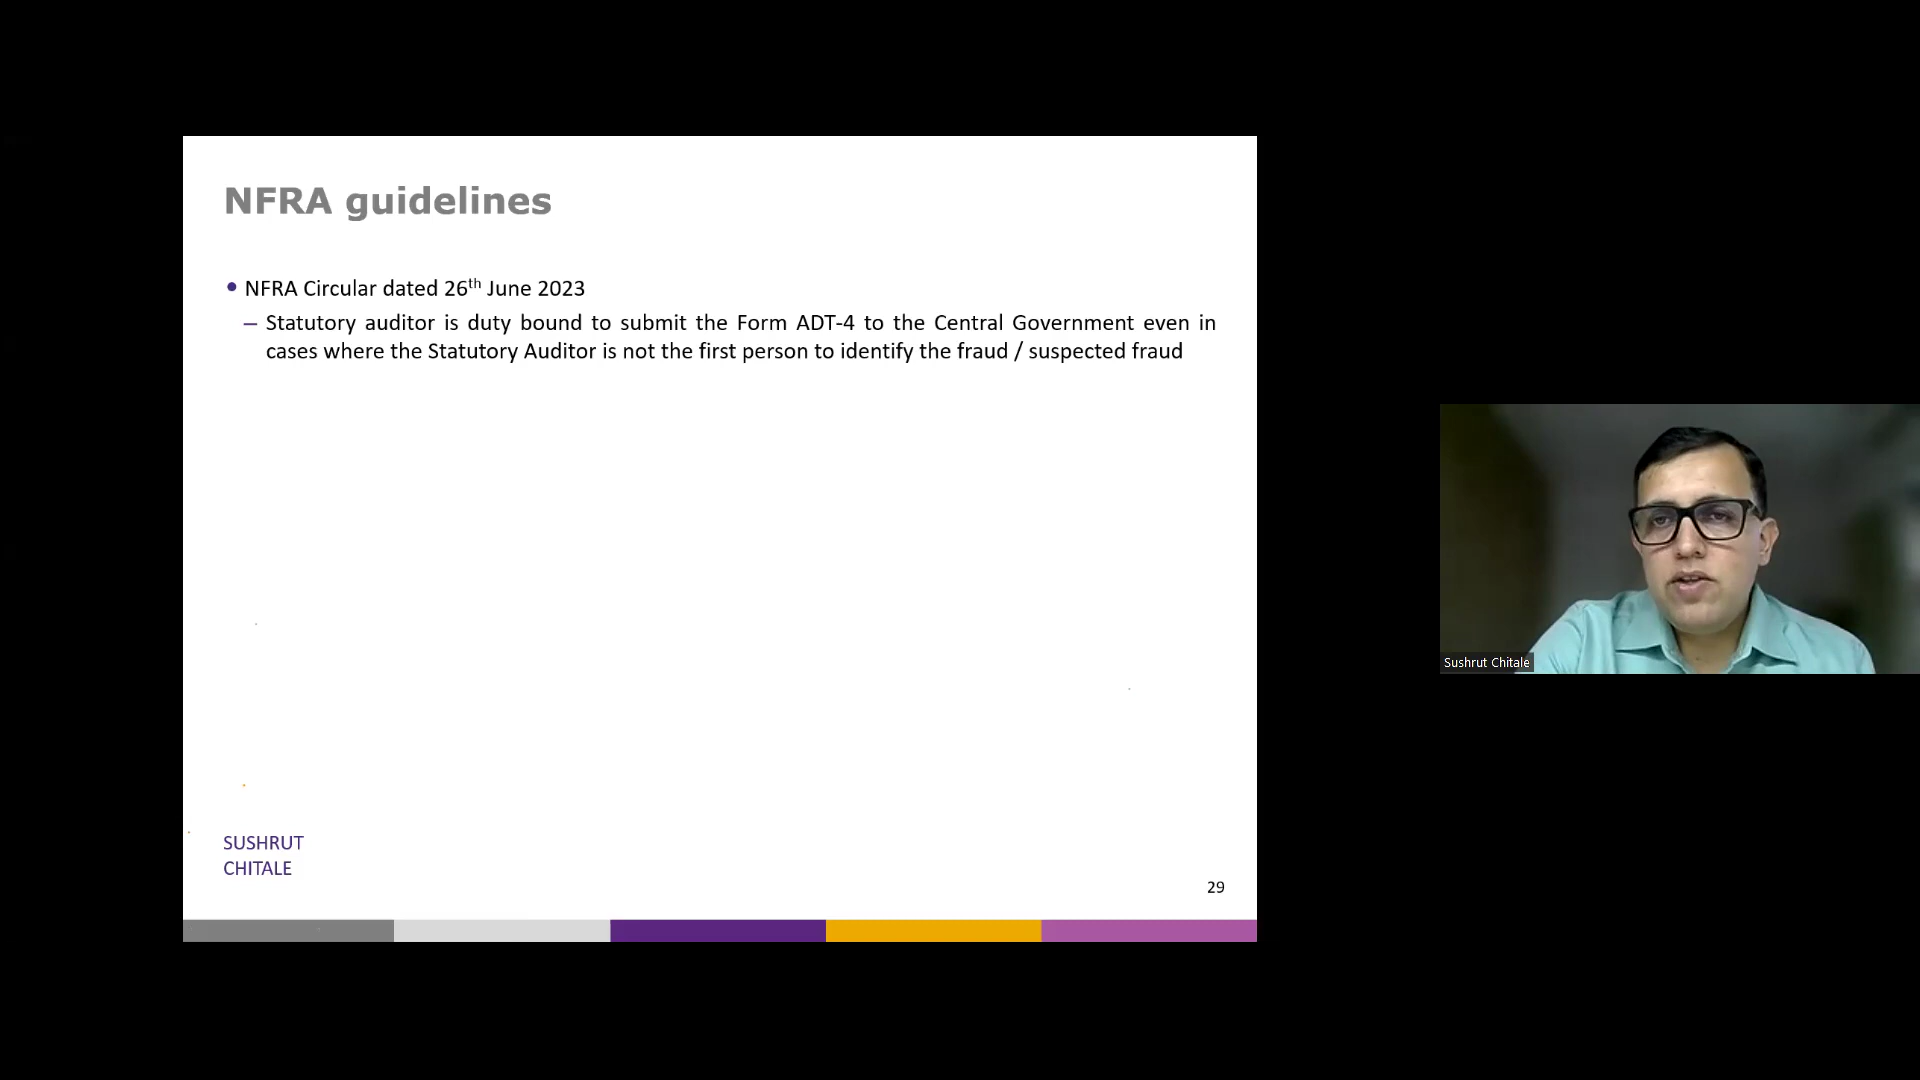 NFRA guidelines
• NFRA Circular dated 26th June 2023
– Statutory auditor is duty bound to submit the Form ADT-4 to the Central Government even in
cases where the Statutory Auditor is not the first person to identify the fraud / suspected fraud
Sushrut Chitale
SUSHRUT
CHITALE
29